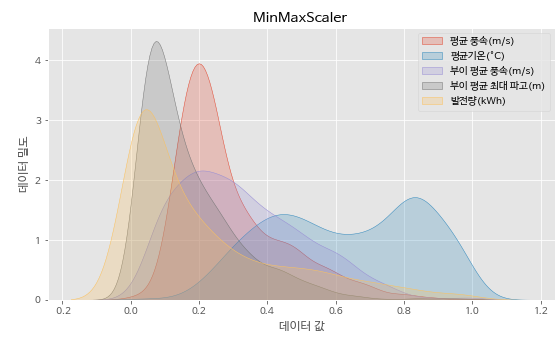 MinMaxScaler
평균 풍속(m/s)
평균기온(°C)
부이 평균 풍속(m/s)
부이 평균 최대 파고(m)
발전량(kWh)
데이터 밀도
4
3
2
1
0
0.2 0.0 0.2 0.4 0.6 0.8 1.0 1.2
데이터 값